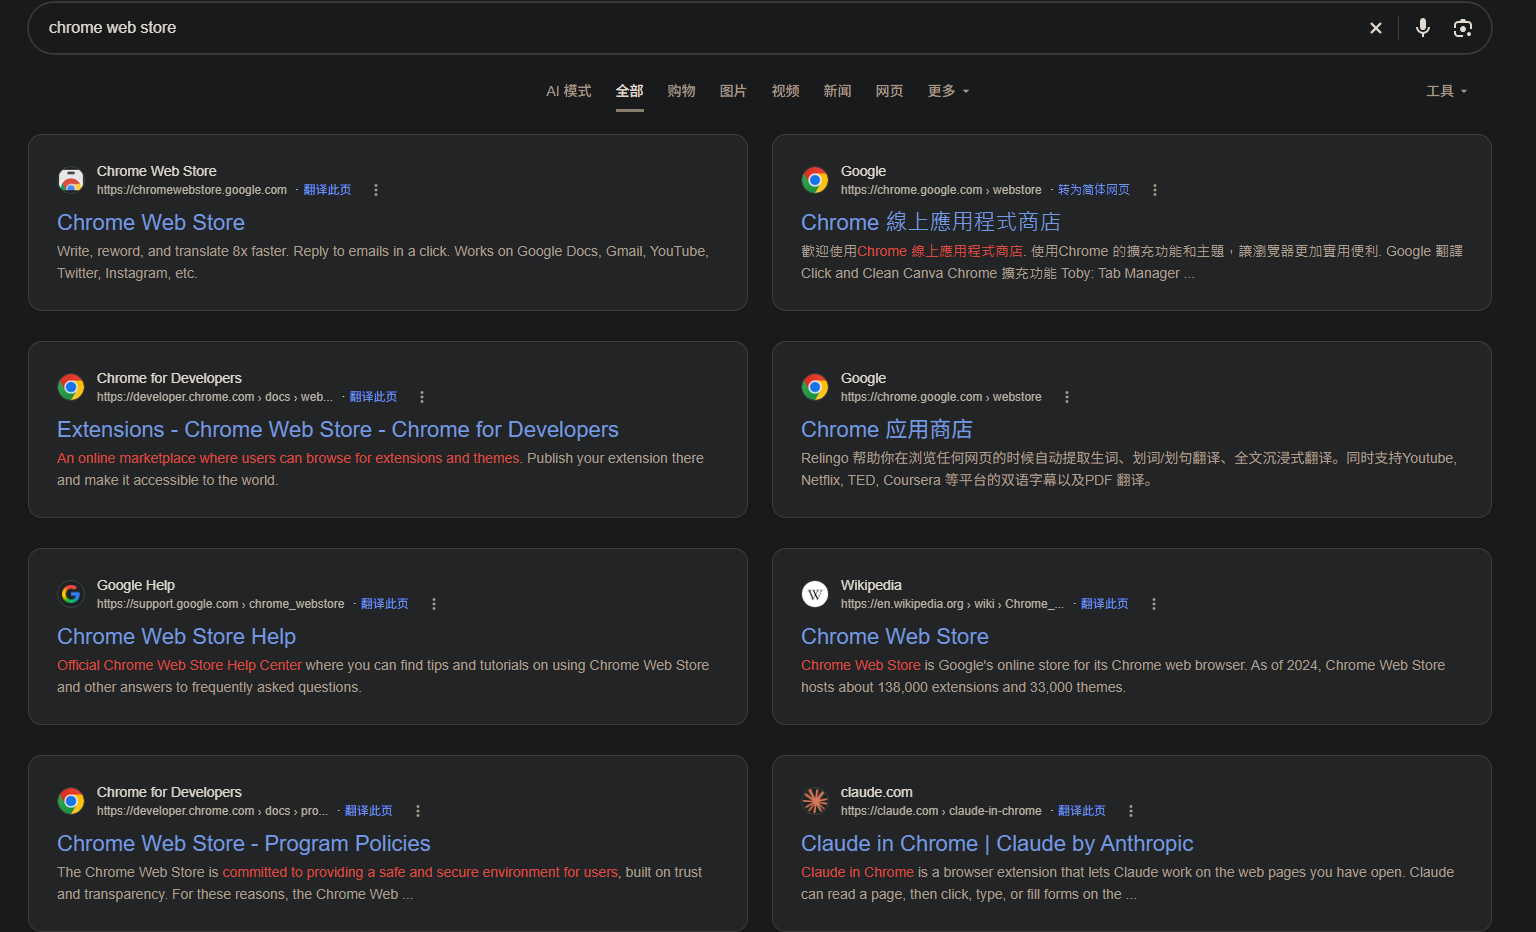 chrome web store
AI 模式 全部 购物 图片 视频 新闻 网页 更多 工具
Chrome Web Store
https://chromewebstore.google.com · 翻译此页
Chrome Web Store
Write, reword, and translate 8x faster. Reply to emails in a click. Works on Google Docs, Gmail, YouTube,
Twitter, Instagram, etc.
Google
https://chrome.google.com › webstore · 转为简体网页
Chrome 線上應用程式商店
歡迎使用Chrome 線上應用程式商店. 使用Chrome 的擴充功能和主題，讓瀏覽器更加實用便利. Google 翻譯
Click and Clean Canva Chrome 擴充功能 Toby: Tab Manager ...
Chrome for Developers
https://developer.chrome.com › docs › web... · 翻译此页
Extensions - Chrome Web Store - Chrome for Developers
An online marketplace where users can browse for extensions and themes. Publish your extension there
and make it accessible to the world.
Google
https://chrome.google.com › webstore
Chrome 应用商店
Relingo 帮助你在浏览任何网页的时候自动提取生词、划词/划句翻译、全文沉浸式翻译。同时支持Youtube,
Netflix, TED, Coursera 等平台的双语字幕以及PDF 翻译。
Google Help
https://support.google.com › chrome_webstore · 翻译此页
Chrome Web Store Help
Official Chrome Web Store Help Center where you can find tips and tutorials on using Chrome Web Store
and other answers to frequently asked questions.
Wikipedia
https://en.wikipedia.org › wiki › Chrome_... · 翻译此页
Chrome Web Store
Chrome Web Store is Google's online store for its Chrome web browser. As of 2024, Chrome Web Store
hosts about 138,000 extensions and 33,000 themes.
Chrome for Developers
https://developer.chrome.com › docs › pro... · 翻译此页
Chrome Web Store - Program Policies
The Chrome Web Store is committed to providing a safe and secure environment for users, built on trust
and transparency. For these reasons, the Chrome Web ...
claude.com
https://claude.com › claude-in-chrome · 翻译此页
Claude in Chrome | Claude by Anthropic
Claude in Chrome is a browser extension that lets Claude work on the web pages you have open. Claude
can read a page, then click, type, or fill forms on the ...